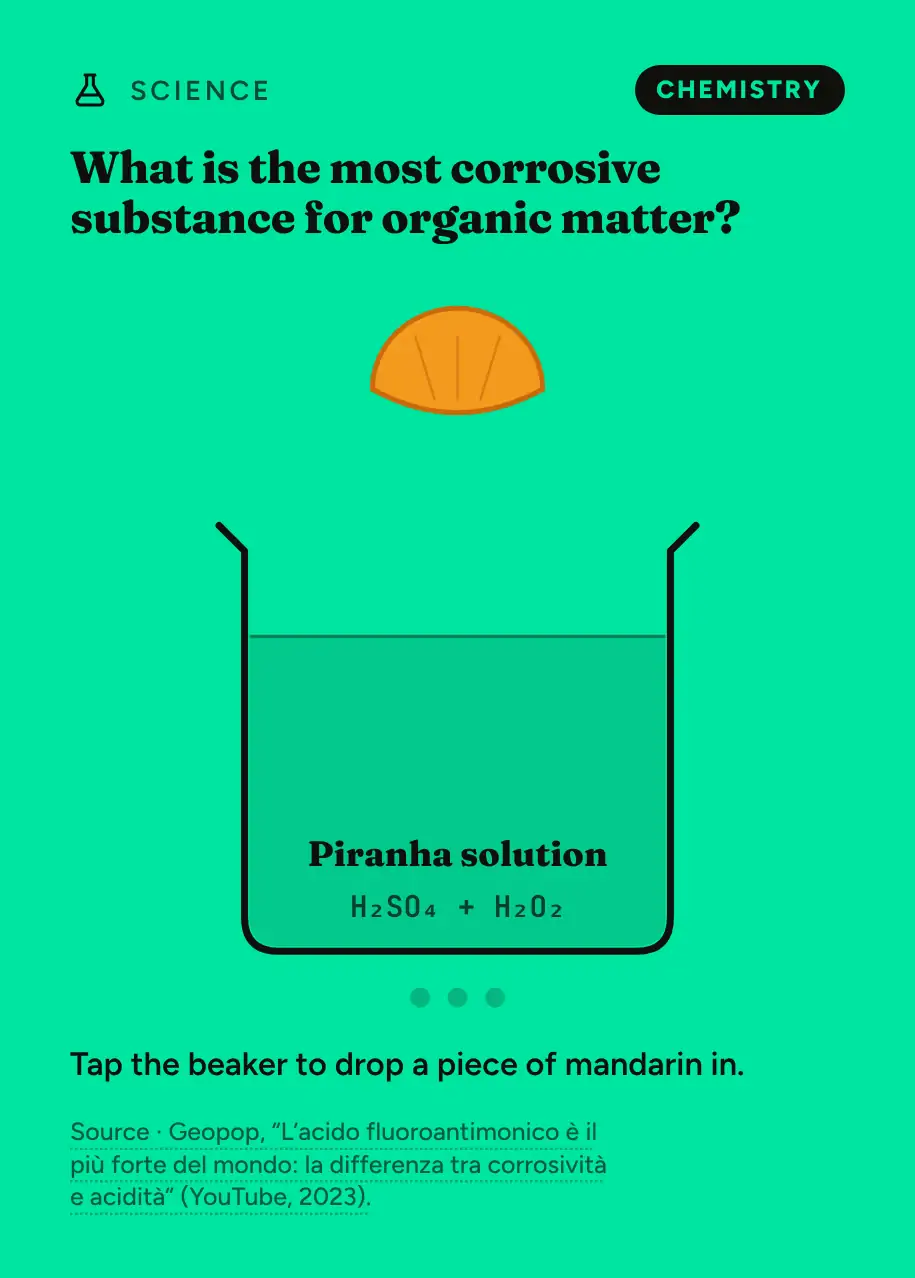 SCIENCE
CHEMISTRY
What is the most corrosive
substance for organic matter?
Piranha solution
H₂SO₄ + H₂O₂
Tap the beaker to drop a piece of mandarin in.
Source · Geopop, “L’acido fluoroantimonico è il
più forte del mondo: la differenza tra corrosività
e acidità” (YouTube, 2023).